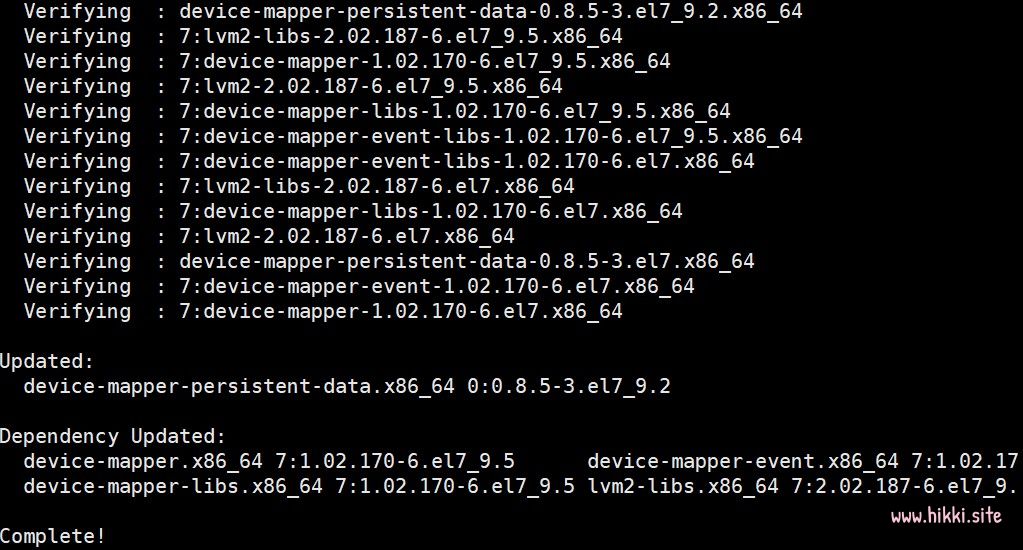 Verifying  : device-mapper-persistent-data-0.8.5-3.el7_9.2.x86_64
Verifying  : 7:lvm2-libs-2.02.187-6.el7_9.5.x86_64
Verifying  : 7:device-mapper-1.02.170-6.el7_9.5.x86_64
Verifying  : 7:lvm2-2.02.187-6.el7_9.5.x86_64
Verifying  : 7:device-mapper-libs-1.02.170-6.el7_9.5.x86_64
Verifying  : 7:device-mapper-event-libs-1.02.170-6.el7_9.5.x86_64
Verifying  : 7:device-mapper-event-libs-1.02.170-6.el7.x86_64
Verifying  : 7:lvm2-libs-2.02.187-6.el7.x86_64
Verifying  : 7:device-mapper-libs-1.02.170-6.el7.x86_64
Verifying  : 7:lvm2-2.02.187-6.el7.x86_64
Verifying  : device-mapper-persistent-data-0.8.5-3.el7.x86_64
Verifying  : 7:device-mapper-event-1.02.170-6.el7.x86_64
Verifying  : 7:device-mapper-1.02.170-6.el7.x86_64
Updated:
device-mapper-persistent-data.x86_64 0:0.8.5-3.el7_9.2
Dependency Updated:
device-mapper.x86_64 7:1.02.170-6.el7_9.5      device-mapper-event.x86_64 7:1.02.17
device-mapper-libs.x86_64 7:1.02.170-6.el7_9.5 lvm2-libs.x86_64 7:2.02.187-6.el7_9.
www.hikki.site
Complete!